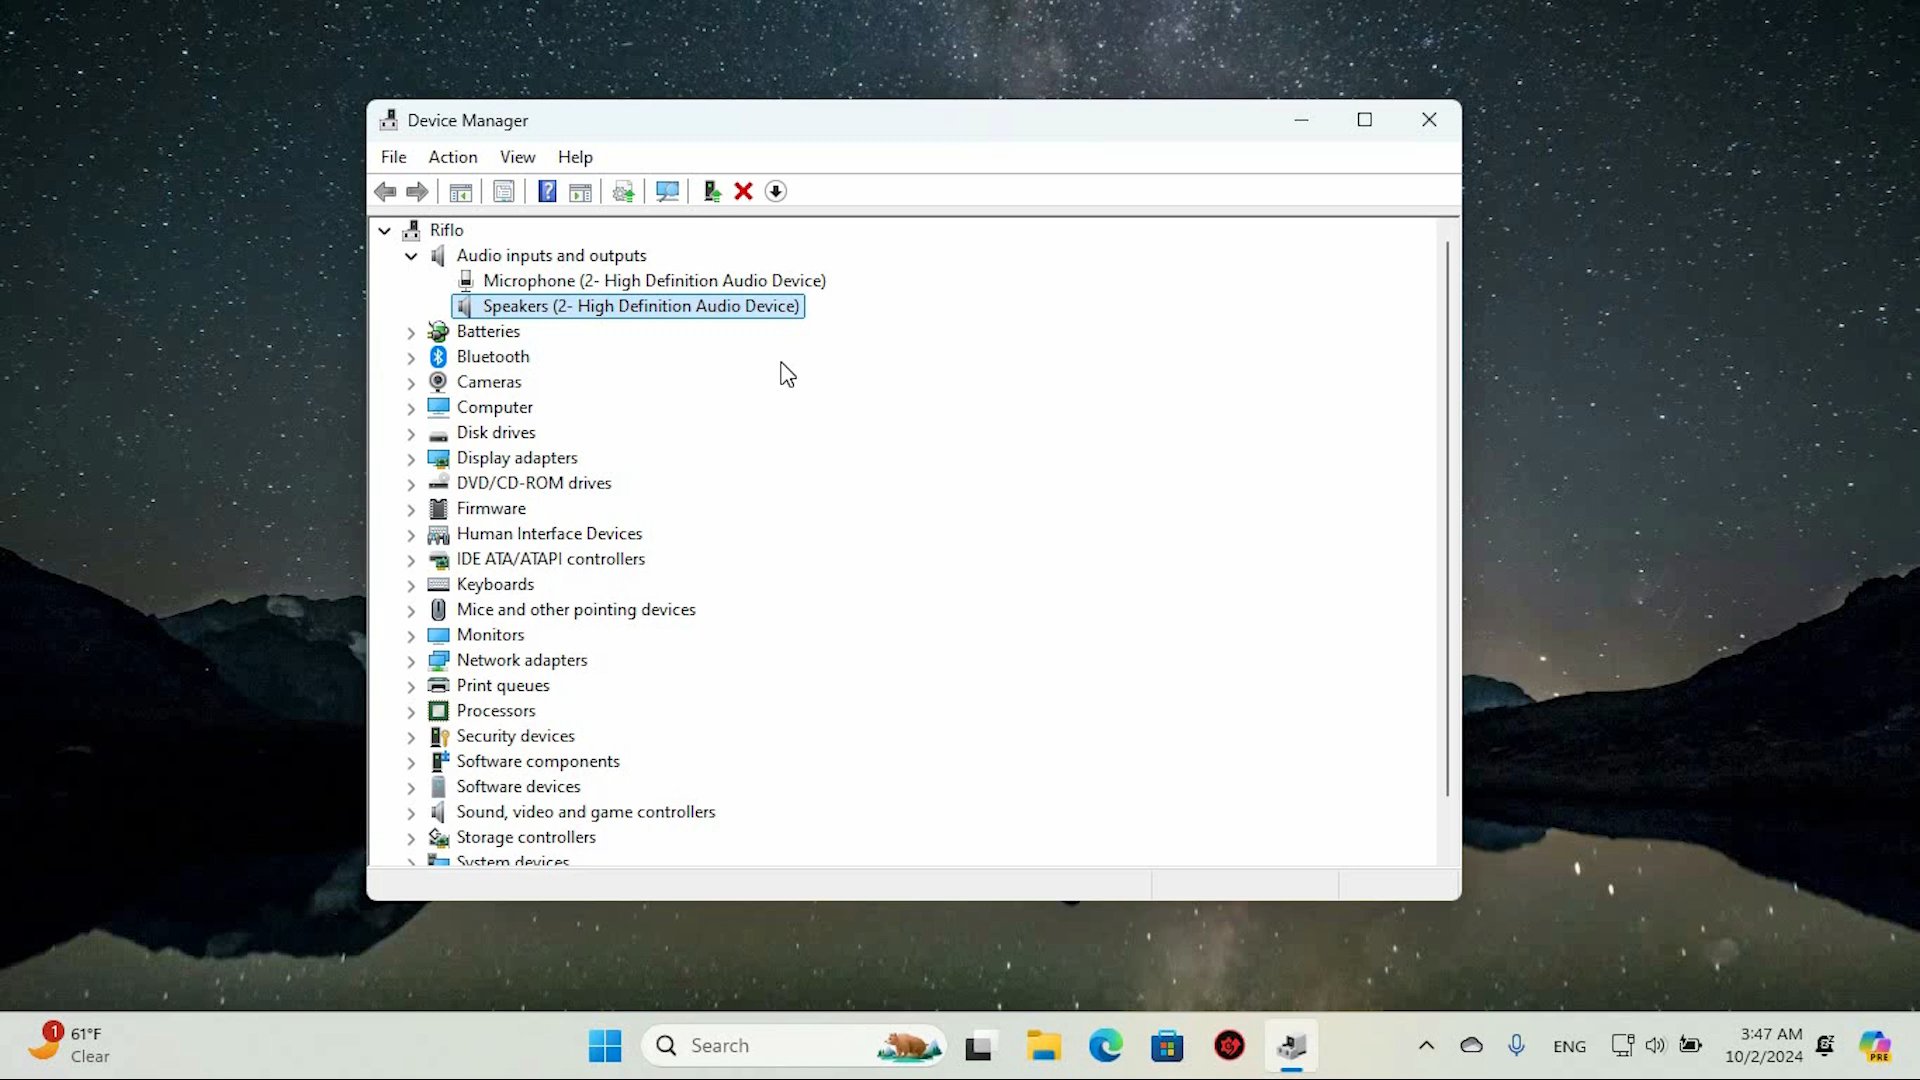 Device Manager
File Action View Help
Riflo
Audio inputs and outputs
Microphone (2- High Definition Audio Device)
Speakers (2- High Definition Audio Device)
Batteries
Bluetooth
Cameras
Computer
Disk drives
Display adapters
DVD/CD-ROM drives
Firmware
Human Interface Devices
IDE ATA/ATAPI controllers
Keyboards
Mice and other pointing devices
Monitors
Network adapters
Print queues
Processors
Security devices
Software components
Software devices
Sound, video and game controllers
Storage controllers
System devices
1
61°F
Clear
Search
ENG
3:47 AM
10/2/2024
PRE